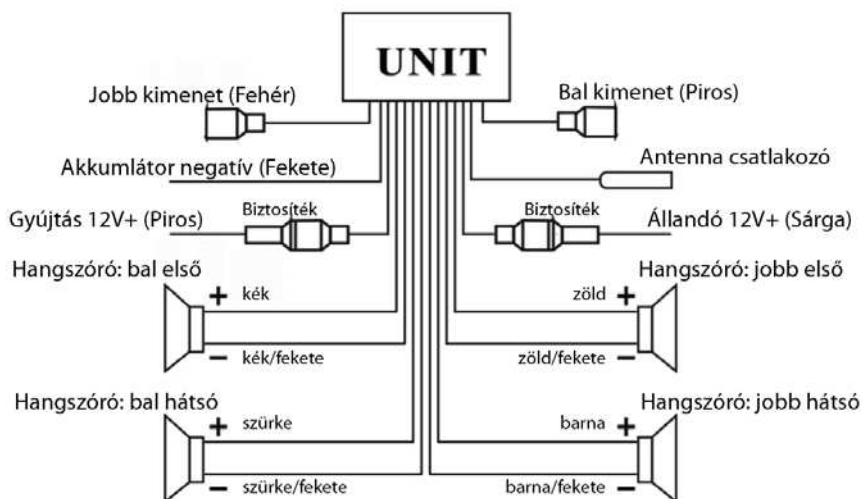 UNIT
Jobb kimenet (Fehér)
Bal kimenet (Piros)
Akkumlátor negatív (Fekete)
Antenna csatlakozó
Gyújtás 12V+ (Piros)
Biztosíték
Biztosíték
Állandó 12V+ (Sárga)
Hangszóró: bal első
Hangszóró: jobb első
+ kék
zöld +
− kék/fekete
zöld/fekete −
Hangszóró: bal hátsó
Hangszóró: jobb hátsó
+ szürke
barna +
− szürke/fekete
barna/fekete −